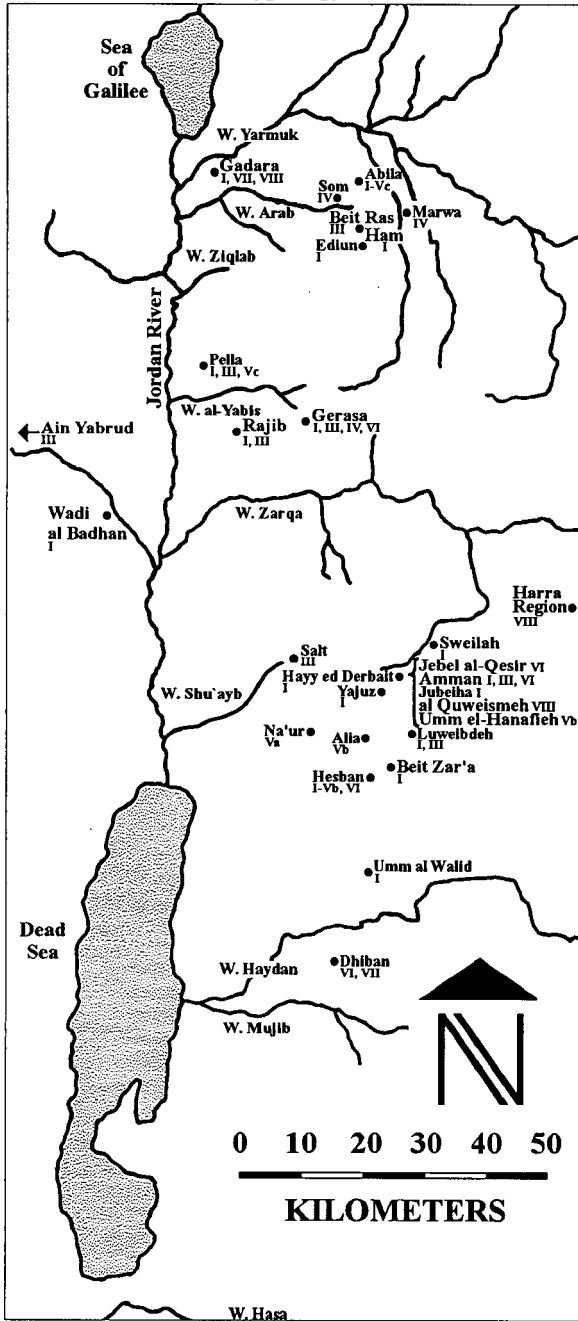 Sea
of
Galilee
W. Yarmuk
Gadara
I, VII, VIII
Abila
I-Vc
Som
IV
W. Arab
Marwa
IV
Beit Ras
III
Ham
I
Ediun
I
W. Ziqlab
Jordan River
Pella
I, III, Vc
W. al-Yabis
Gerasa
I, III, IV, VI
Rajib
I, III
Ain Yabrud
III
Wadi
al Badhan
I
W. Zarqa
Harra
Region
VIII
Sweilah
I
Salt
III
Jebel al-Qesir VI
Hayy ed Derbait
I
Amman I, III, VI
Yajuz
I
Jubeiha I
W. Shu`ayb
al Quweismeh VIII
Umm el-Hanafieh Vb
Na'ur
Va
Alia
Vb
Luweibdeh
I, III
Beit Zar'a
I
Hesban
I-Vb, VI
Umm al Walid
I
Dead
Sea
W. Haydan
Dhiban
VI, VII
W. Mujib
N
0 10 20 30 40 50
KILOMETERS
W. Hasa